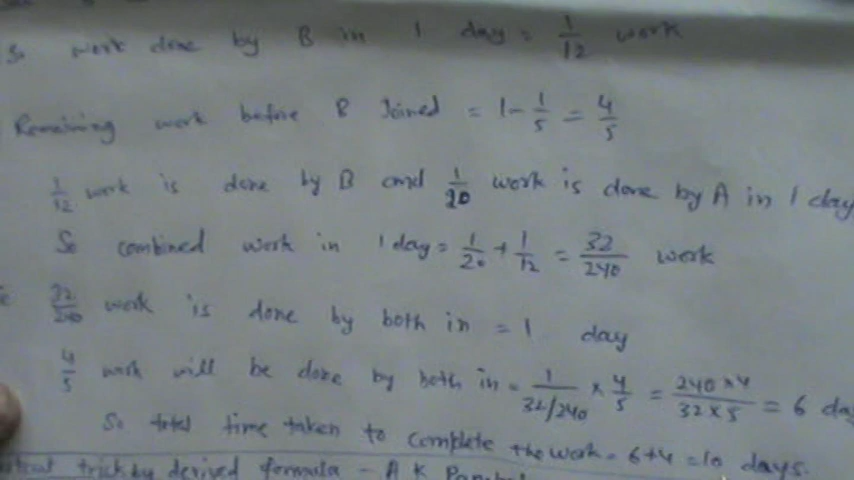 So work done by B in 1 day = 1/12 work
Remaining work before B Joined = 1 - 1/5 = 4/5
1/12 work is done by B and 1/20 work is done by A in 1 day
So combined work in 1 day = 1/20 + 1/12 = 32/240 work
32/240 work is done by both in = 1 day
4/5 work will be done by both in = 1/32/240 × 4/5 = 240×4/32×5 = 6 da
So total time taken to complete the work = 6+4 = 10 days.
trick by derived formula - A K